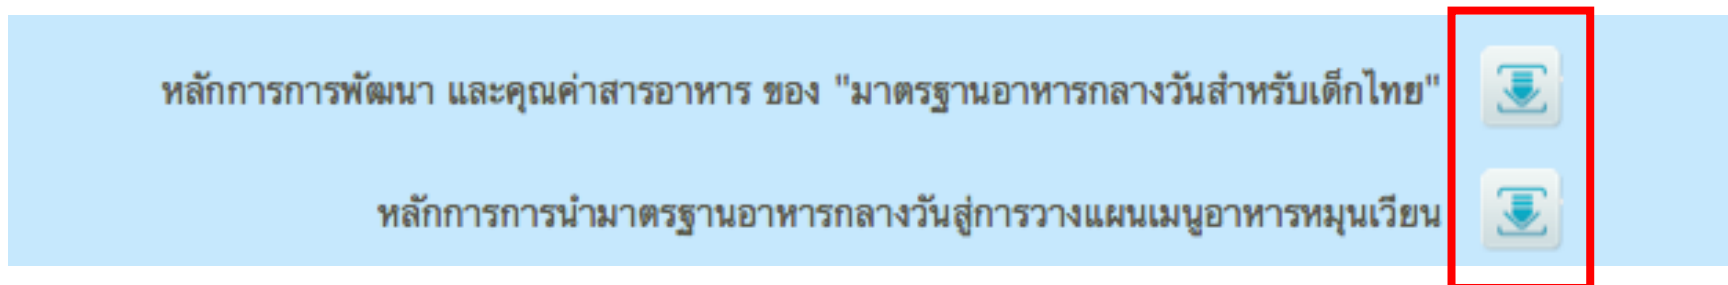 หลักการการพัฒนา และคุณค่าสารอาหาร ของ "มาตรฐานอาหารกลางวันสำหรับเด็กไทย"
หลักการการนำมาตรฐานอาหารกลางวันสู่การวางแผนเมนูอาหารหมุนเวียน